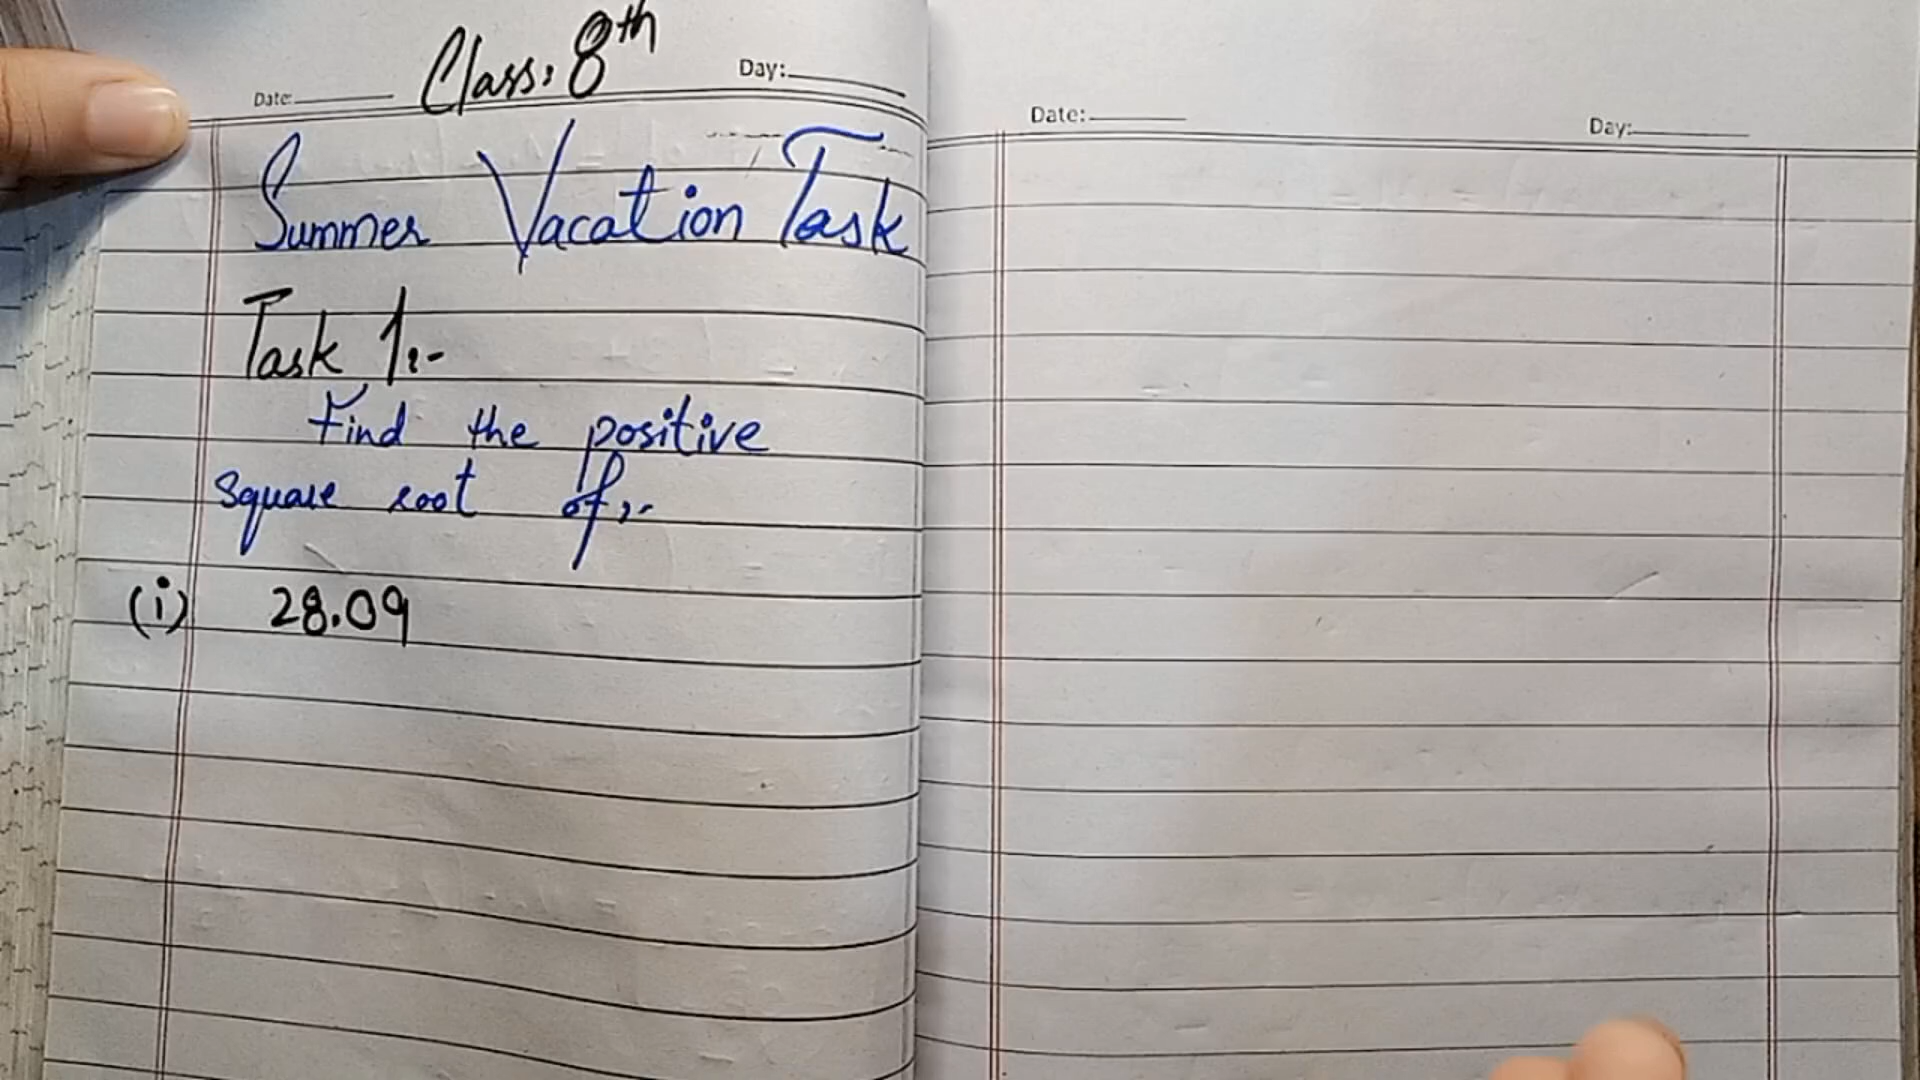 Class: 8th
Date:
Day:
Summer Vacation Task
Task 1:-
Find the positive
square root of:-
(i) 28.09
Date:
Day: